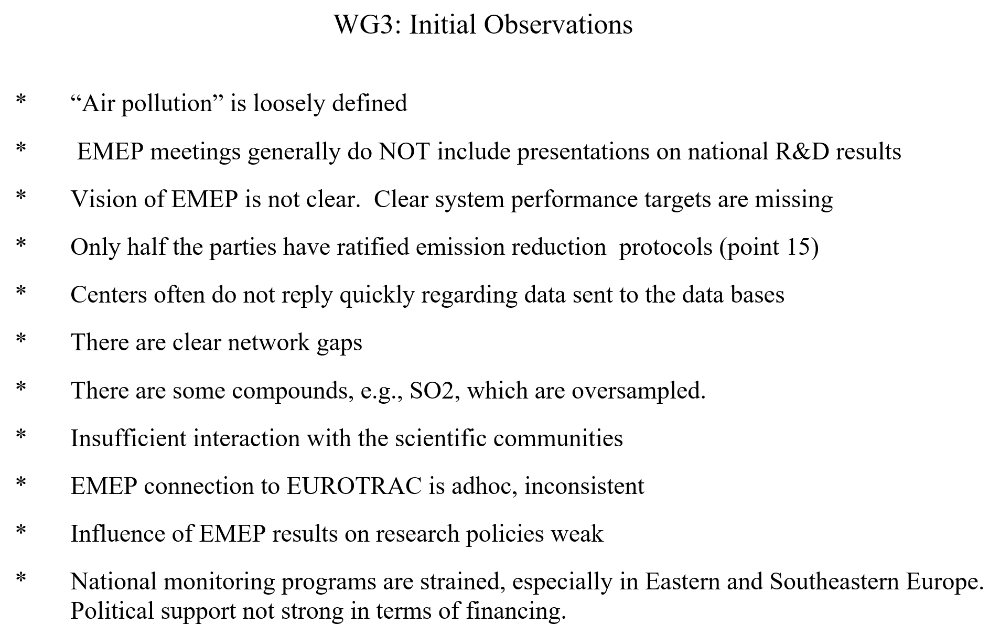 WG3: Initial Observations
* “Air pollution” is loosely defined
* EMEP meetings generally do NOT include presentations on national R&D results
* Vision of EMEP is not clear.  Clear system performance targets are missing
* Only half the parties have ratified emission reduction  protocols (point 15)
* Centers often do not reply quickly regarding data sent to the data bases
* There are clear network gaps
* There are some compounds, e.g., SO2, which are oversampled.
* Insufficient interaction with the scientific communities
* EMEP connection to EUROTRAC is adhoc, inconsistent
* Influence of EMEP results on research policies weak
* National monitoring programs are strained, especially in Eastern and Southeastern Europe.
Political support not strong in terms of financing.